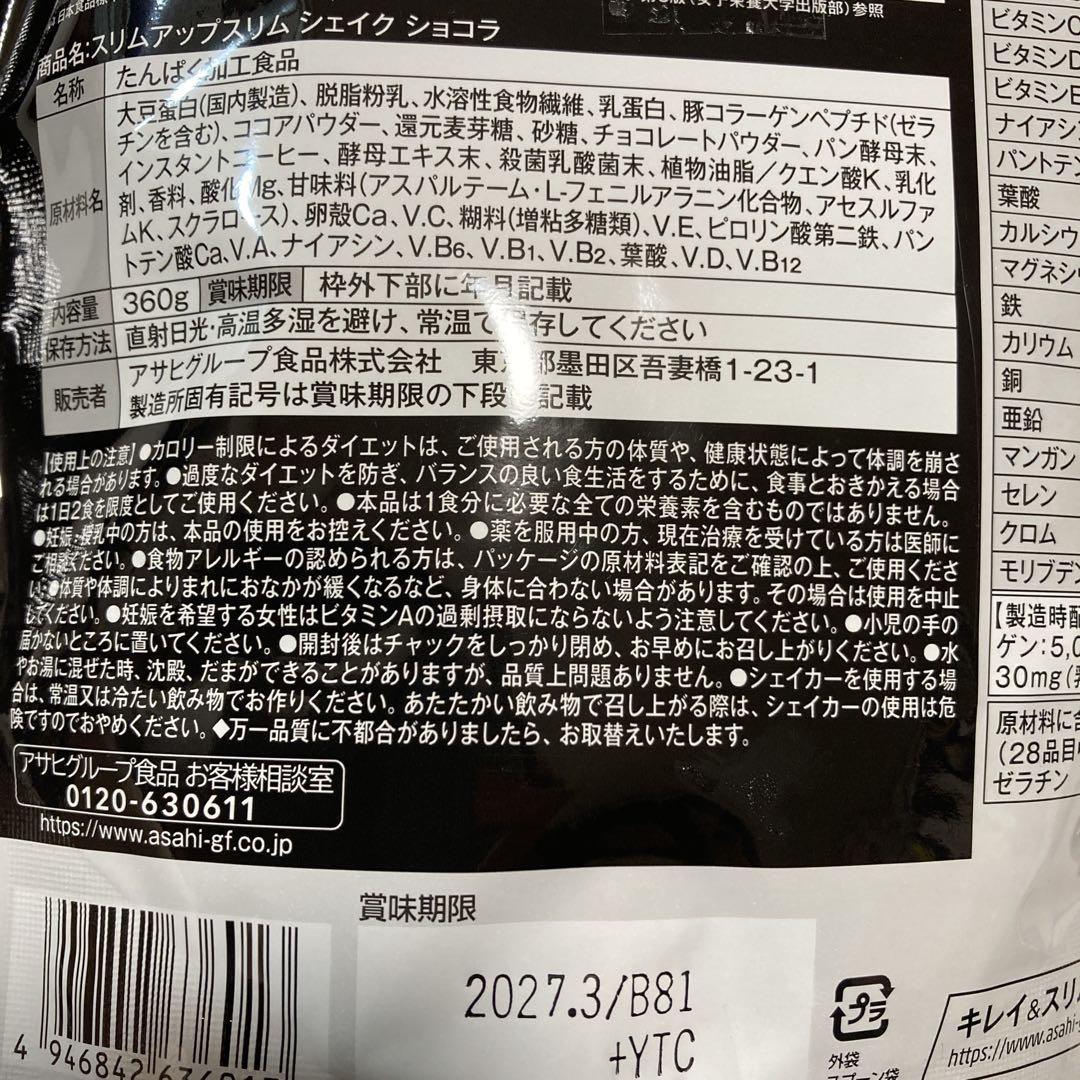 版(女子栄養大学出版部)参照
商品名:スリムアップスリム シェイク ショコラ
名称 たんぱく加工食品
原材料名
大豆蛋白(国内製造)、脱脂粉乳、水溶性食物繊維、乳蛋白、豚コラーゲンペプチド(ゼラ
チンを含む)、ココアパウダー、還元麦芽糖、砂糖、チョコレートパウダー、パン酵母末、
インスタントコーヒー、酵母エキス末、殺菌乳酸菌末、植物油脂/クエン酸K、乳化
剤、香料、酸化Mg、甘味料(アスパルテーム・L-フェニルアラニン化合物、アセスルファ
ムK、スクラロース)、卵殻Ca、V.C、糊料(増粘多糖類)、V.E、ピロリン酸第二鉄、パン
トテン酸Ca、V.A、ナイアシン、V.B6、V.B1、V.B2、葉酸、V.D、V.B12
内容量 360g 賞味期限 枠外下部に年月記載
保存方法 直射日光・高温多湿を避け、常温で保存してください
販売者
アサヒグループ食品株式会社 東京都墨田区吾妻橋1-23-1
製造所固有記号は賞味期限の下段に記載
【使用上の注意】●カロリー制限によるダイエットは、ご使用される方の体質や、健康状態によって体調を崩さ
れる場合があります。●過度なダイエットを防ぎ、バランスの良い食生活をするために、食事とおきかえる場合
は1日2食を限度としてご使用ください。●本品は1食分に必要な全ての栄養素を含むものではありません。
●妊娠・授乳中の方は、本品の使用をお控えください。●薬を服用中の方、現在治療を受けている方は医師に
ご相談ください。●食物アレルギーの認められる方は、パッケージの原材料表記をご確認の上、ご使用くださ
い。●体質や体調によりまれにおなかが緩くなるなど、身体に合わない場合があります。その場合は使用を中止
してください。●妊娠を希望する女性はビタミンAの過剰摂取にならないよう注意してください。●小児の手の
届かないところに置いてください。●開封後はチャックをしっかり閉め、お早めにお召し上がりください。●水
やお湯に混ぜた時、沈殿、だまができることがありますが、品質上問題ありません。●シェイカーを使用する場
合は、常温又は冷たい飲み物でお作りください。あたたかい飲み物で召し上がる際は、シェイカーの使用は危
険ですのでおやめください。◆万一品質に不都合がありましたら、お取替えいたします。
アサヒグループ食品 お客様相談室
0120-630611
https://www.asahi-gf.co.jp
賞味期限
2027.3/B81
+YTC
4 946842
プラ
外袋
ビタミンC
ビタミンD
ビタミンE
ナイアシ
パントテン
葉酸
カルシウ
マグネシ
鉄
カリウム
銅
亜鉛
マンガン
セレン
クロム
モリブデン
【製造時配
ゲン:5,0
30mg(乳
原材料に含
(28品目
ゼラチン
キレイ&スリ
https://www.asahi-